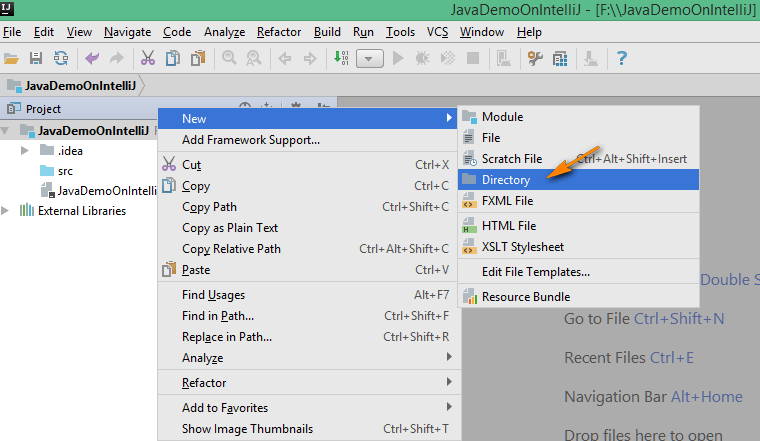 IJ JavaDemoOnIntelliJ - [F:\\JavaDemoOnIntelliJ]
File Edit View Navigate Code Analyze Refactor Build Run Tools VCS Window Help
JavaDemoOnIntelliJ
Project
JavaDemoOnIntelliJ
.idea
src
JavaDemoOnIntelli
External Libraries
New
Add Framework Support...
Cut Ctrl+X
Copy Ctrl+C
Copy Path Ctrl+Shift+C
Copy as Plain Text
Copy Relative Path Ctrl+Alt+Shift+C
Paste Ctrl+V
Find Usages Alt+F7
Find in Path... Ctrl+Shift+F
Replace in Path... Ctrl+Shift+R
Analyze
Refactor
Add to Favorites
Show Image Thumbnails Ctrl+Shift+T
Module
File
Scratch File Ctrl+Alt+Shift+Insert
Directory
FXML File
HTML File
XSLT Stylesheet
Edit File Templates...
Resource Bundle
Double S
Go to File Ctrl+Shift+N
Recent Files Ctrl+E
Navigation Bar Alt+Home
Drop files here to open